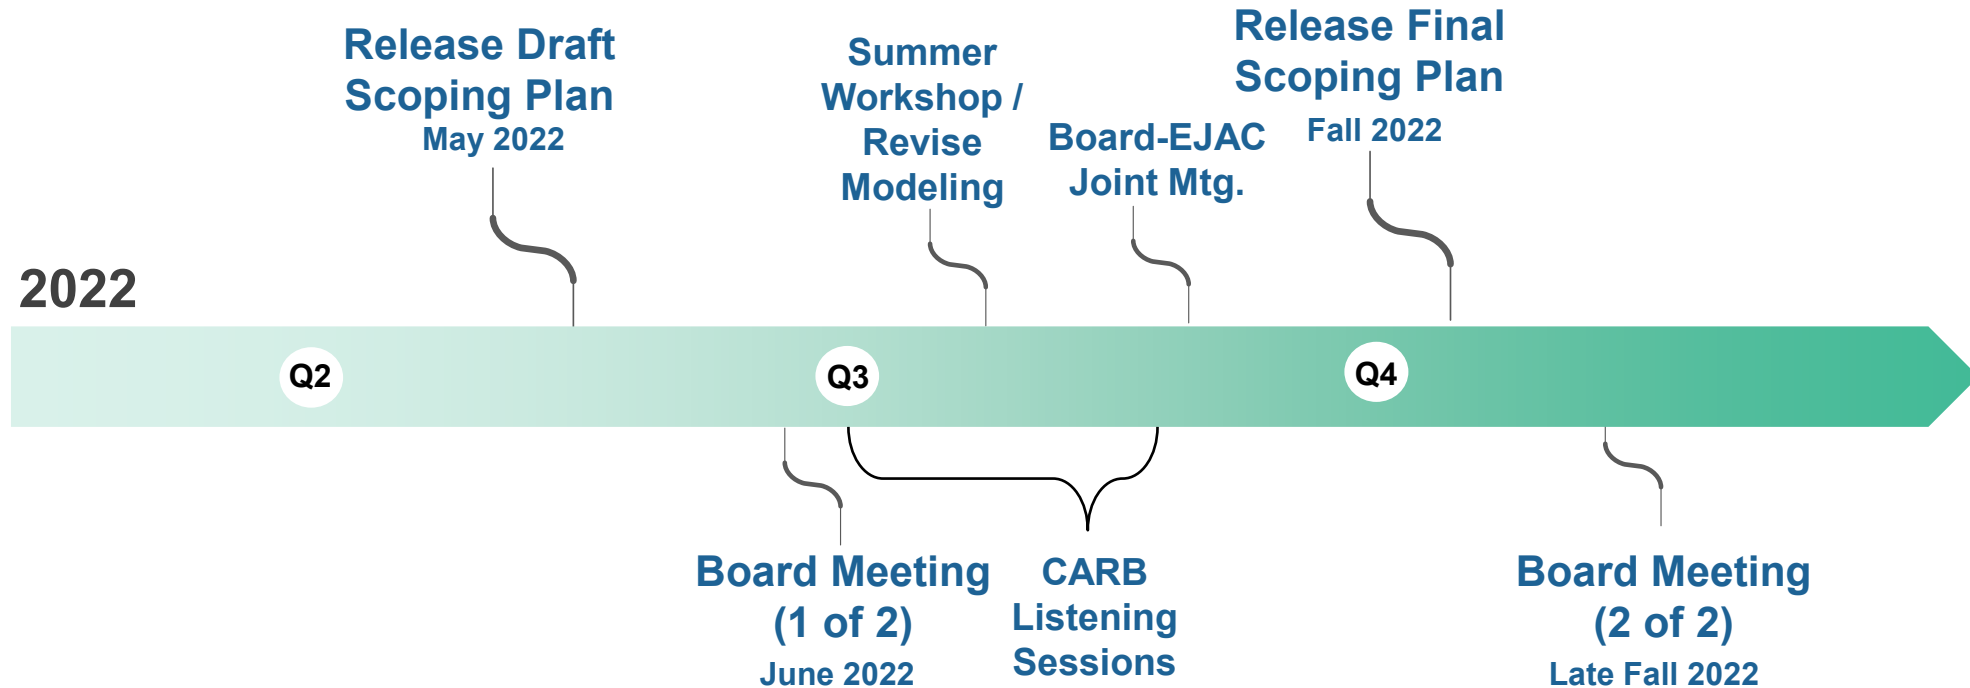 Release Draft
Scoping Plan
May 2022
Summer
Workshop /
Revise
Modeling
Board-EJAC
Joint Mtg.
Release Final
Scoping Plan
Fall 2022
2022
Q2
Q3
Q4
Board Meeting
(1 of 2)
June 2022
CARB
Listening
Sessions
Board Meeting
(2 of 2)
Late Fall 2022